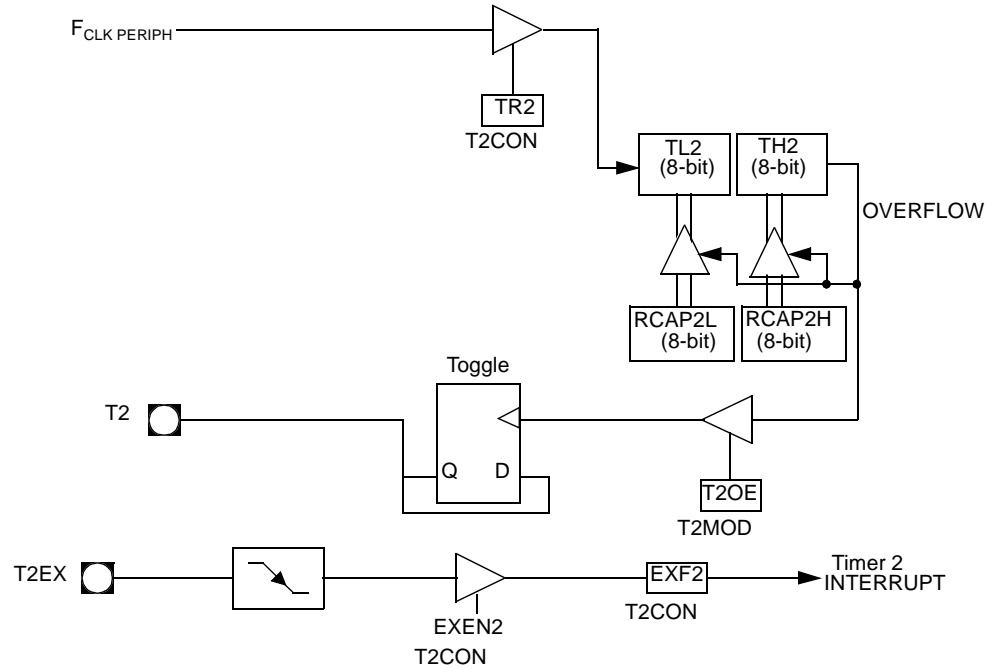 FCLK PERIPH
TR2
T2CON
TL2
(8-bit)
TH2
(8-bit)
OVERFLOW
RCAP2L
(8-bit)
RCAP2H
(8-bit)
Toggle
T2
Q
D
T2OE
T2MOD
T2EX
EXEN2
T2CON
EXF2
T2CON
Timer 2
INTERRUPT